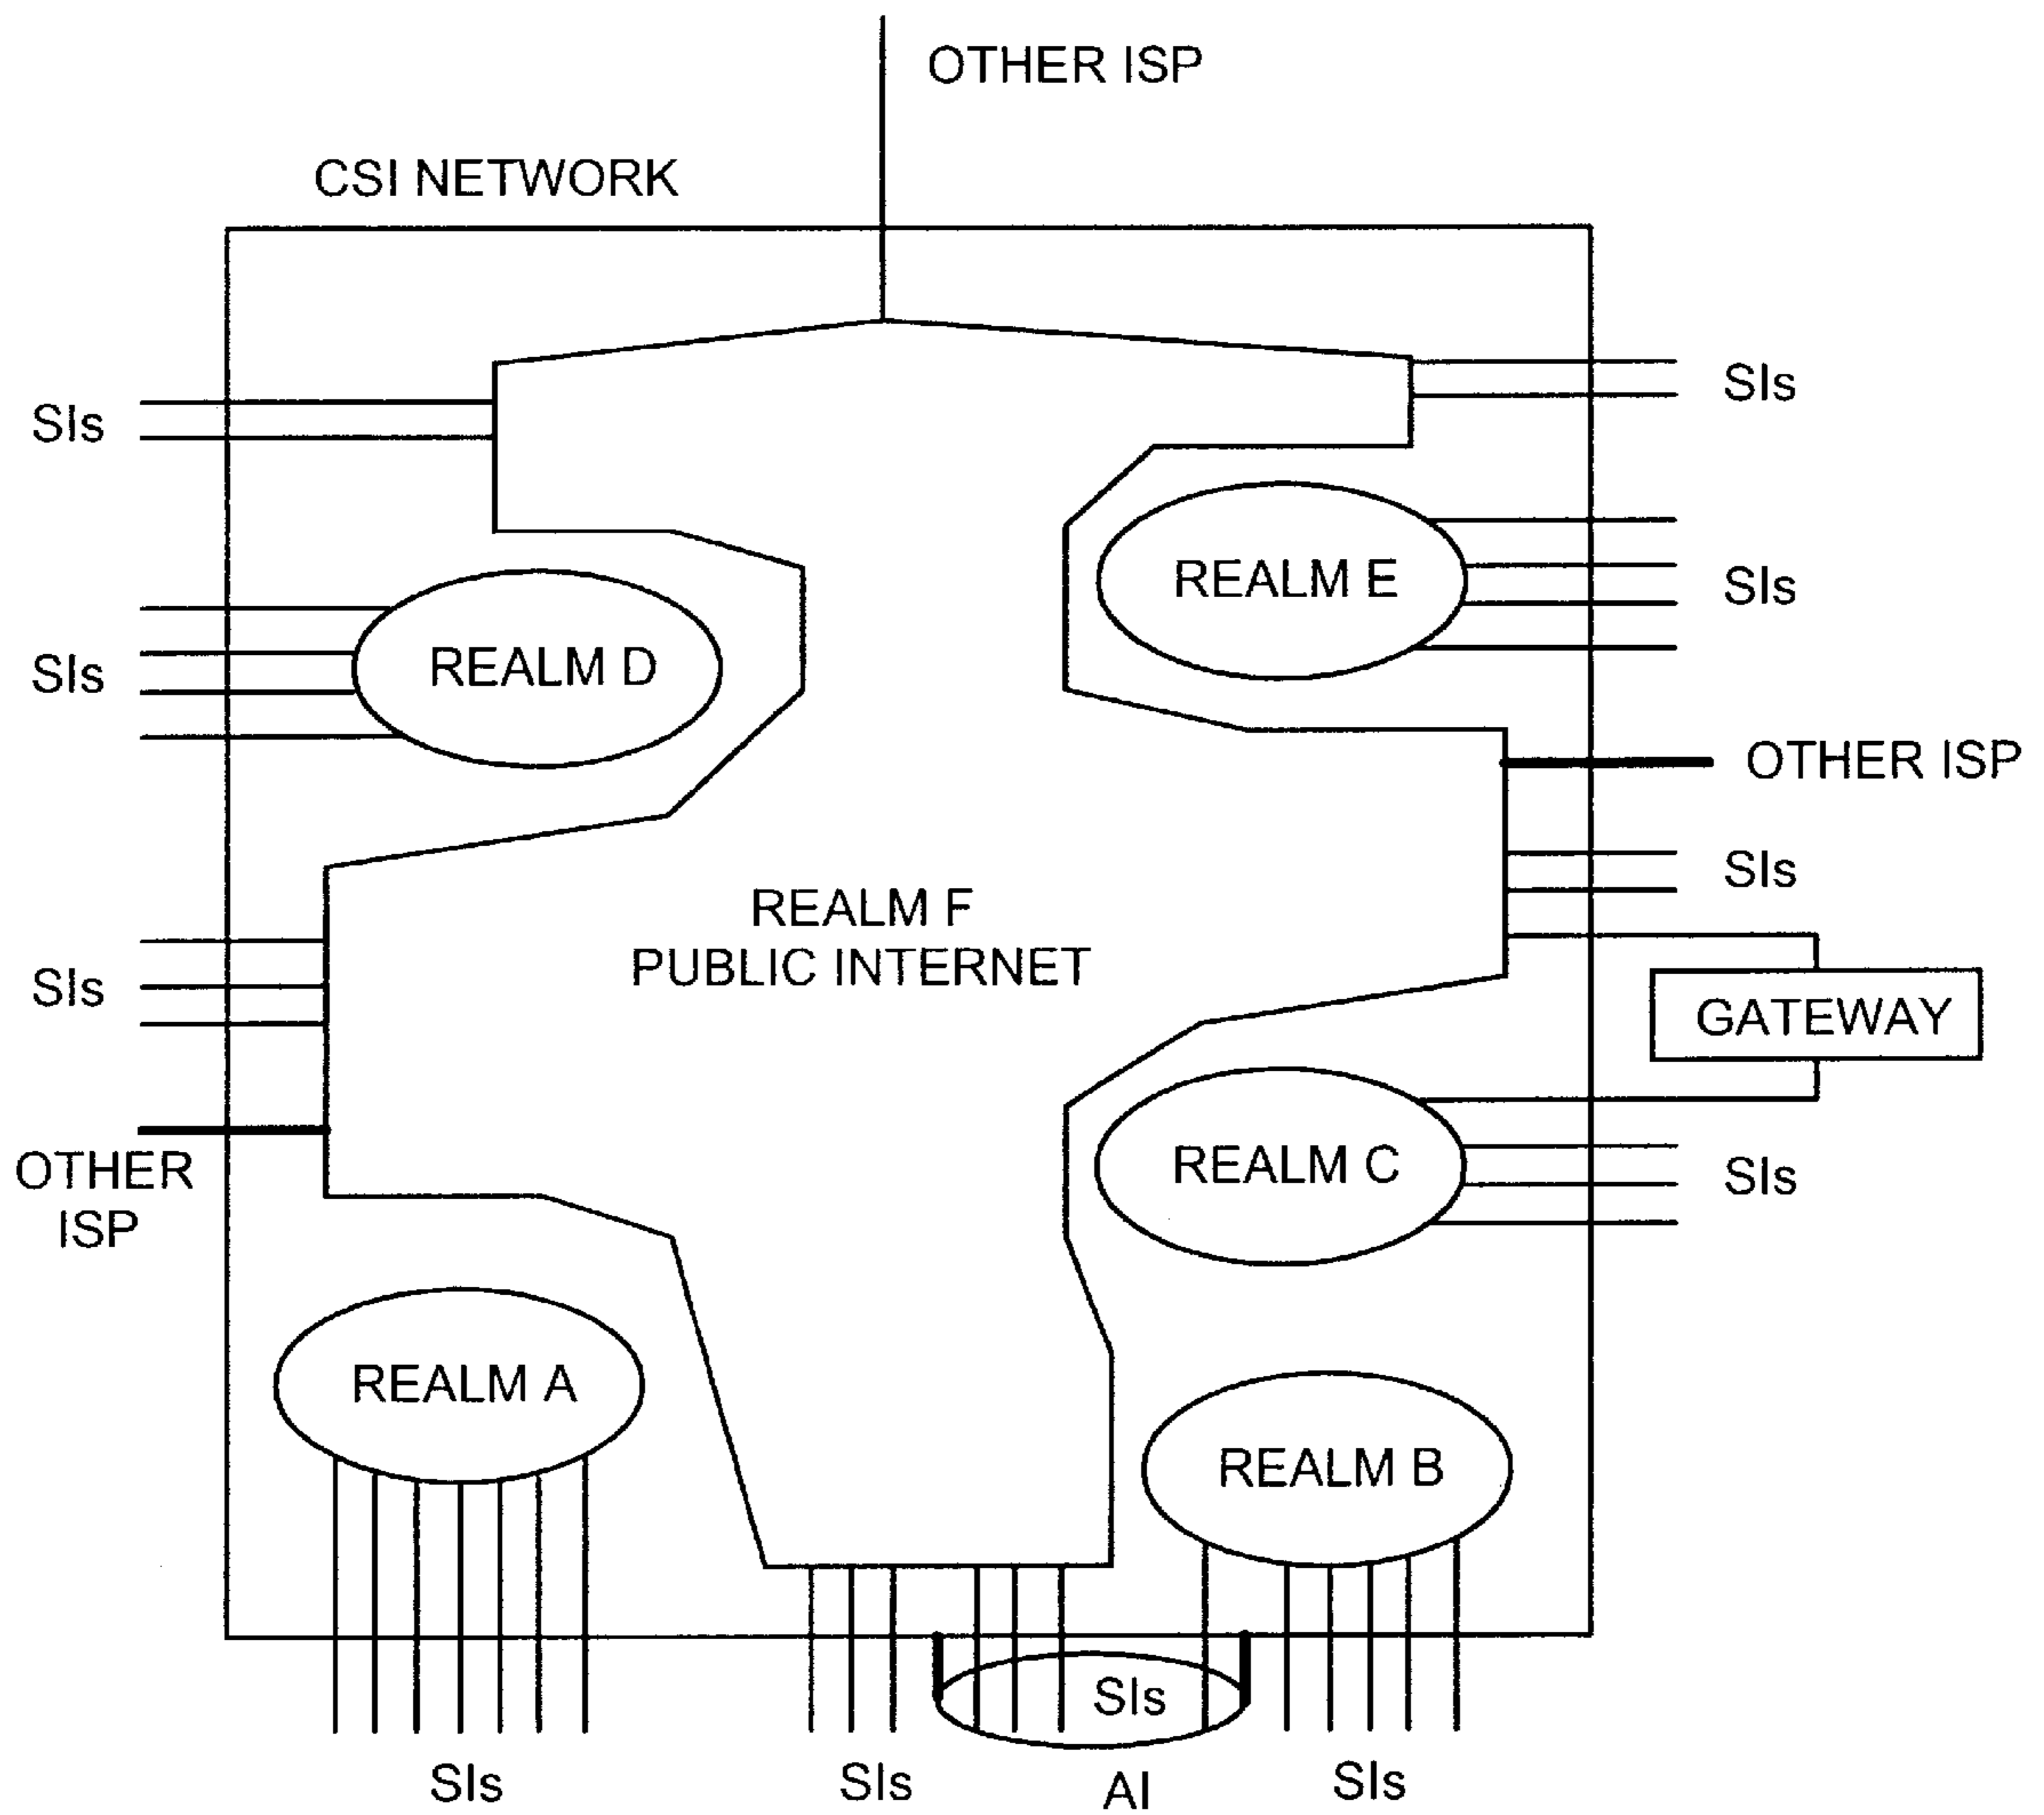 OTHER ISP
CSI NETWORK
SIs
SIs
REALM E
SIs
REALM D
SIs
OTHER ISP
SIs
REALM F
PUBLIC INTERNET
SIs
GATEWAY
OTHER
ISP
REALM C
SIs
REALM A
REALM B
SIs
SIs
SIs
AI
SIs